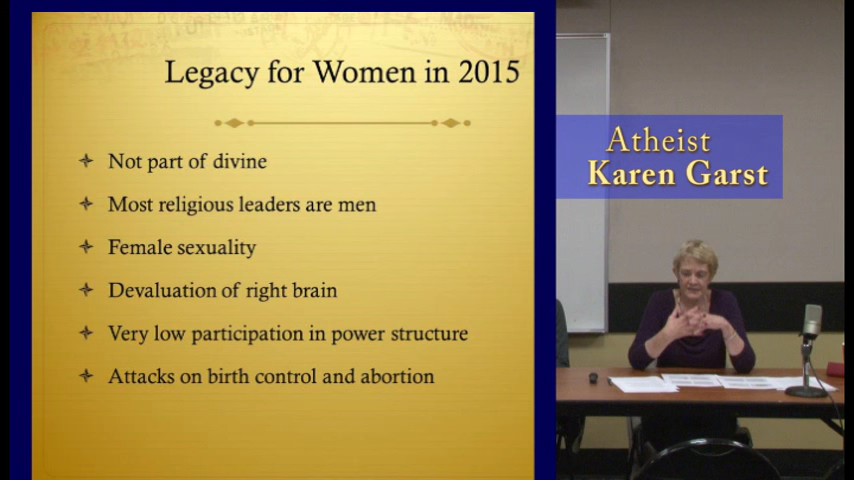 Legacy for Women in 2015
Not part of divine
Most religious leaders are men
Female sexuality
Devaluation of right brain
Very low participation in power structure
Attacks on birth control and abortion
Atheist
Karen Garst